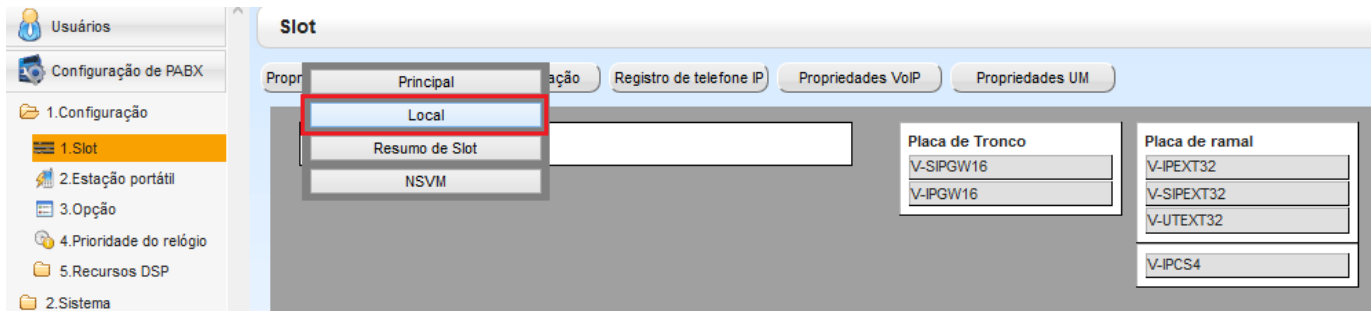 Usuários
Configuração de PABX
1.Configuração
1.Slot
2.Estação portátil
3.Opção
4.Prioridade do relógio
5.Recursos DSP
2.Sistema
Slot
Registro de telefone IP
Propriedades VoIP
Propriedades UM
Principal
Local
Resumo de Slot
NSVM
Placa de Tronco
V-SIPGW16
V-IPGW16
Placa de ramal
V-IPEXT32
V-SIPEXT32
V-UTEXT32
V-IPCS4